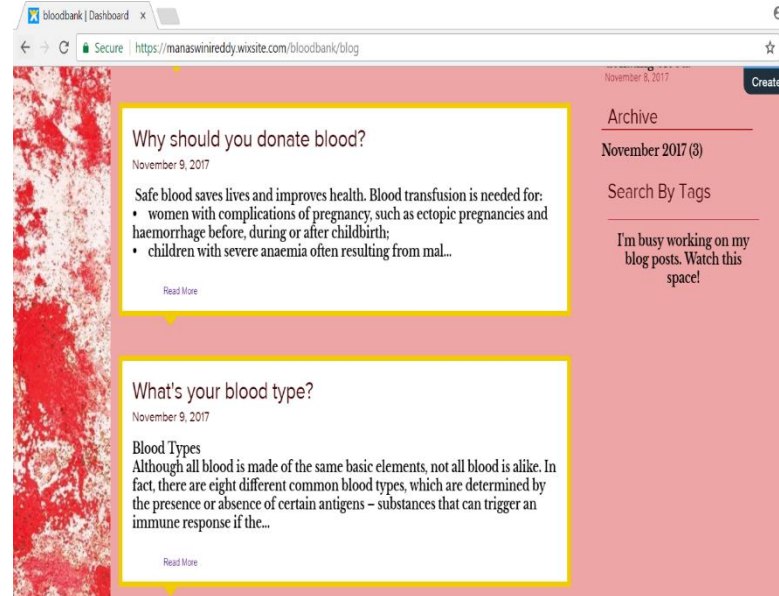 bloodbank | Dashboard
Secure https://manaswinireddy.wixsite.com/bloodbank/blog
November 8, 2017
Create
Why should you donate blood?
November 9, 2017
Safe blood saves lives and improves health. Blood transfusion is needed for:
• women with complications of pregnancy, such as ectopic pregnancies and
haemorrhage before, during or after childbirth;
• children with severe anaemia often resulting from mal...
Read More
What's your blood type?
November 9, 2017
Blood Types
Although all blood is made of the same basic elements, not all blood is alike. In
fact, there are eight different common blood types, which are determined by
the presence or absence of certain antigens – substances that can trigger an
immune response if the...
Read More
Archive
November 2017 (3)
Search By Tags
I'm busy working on my
blog posts. Watch this
space!